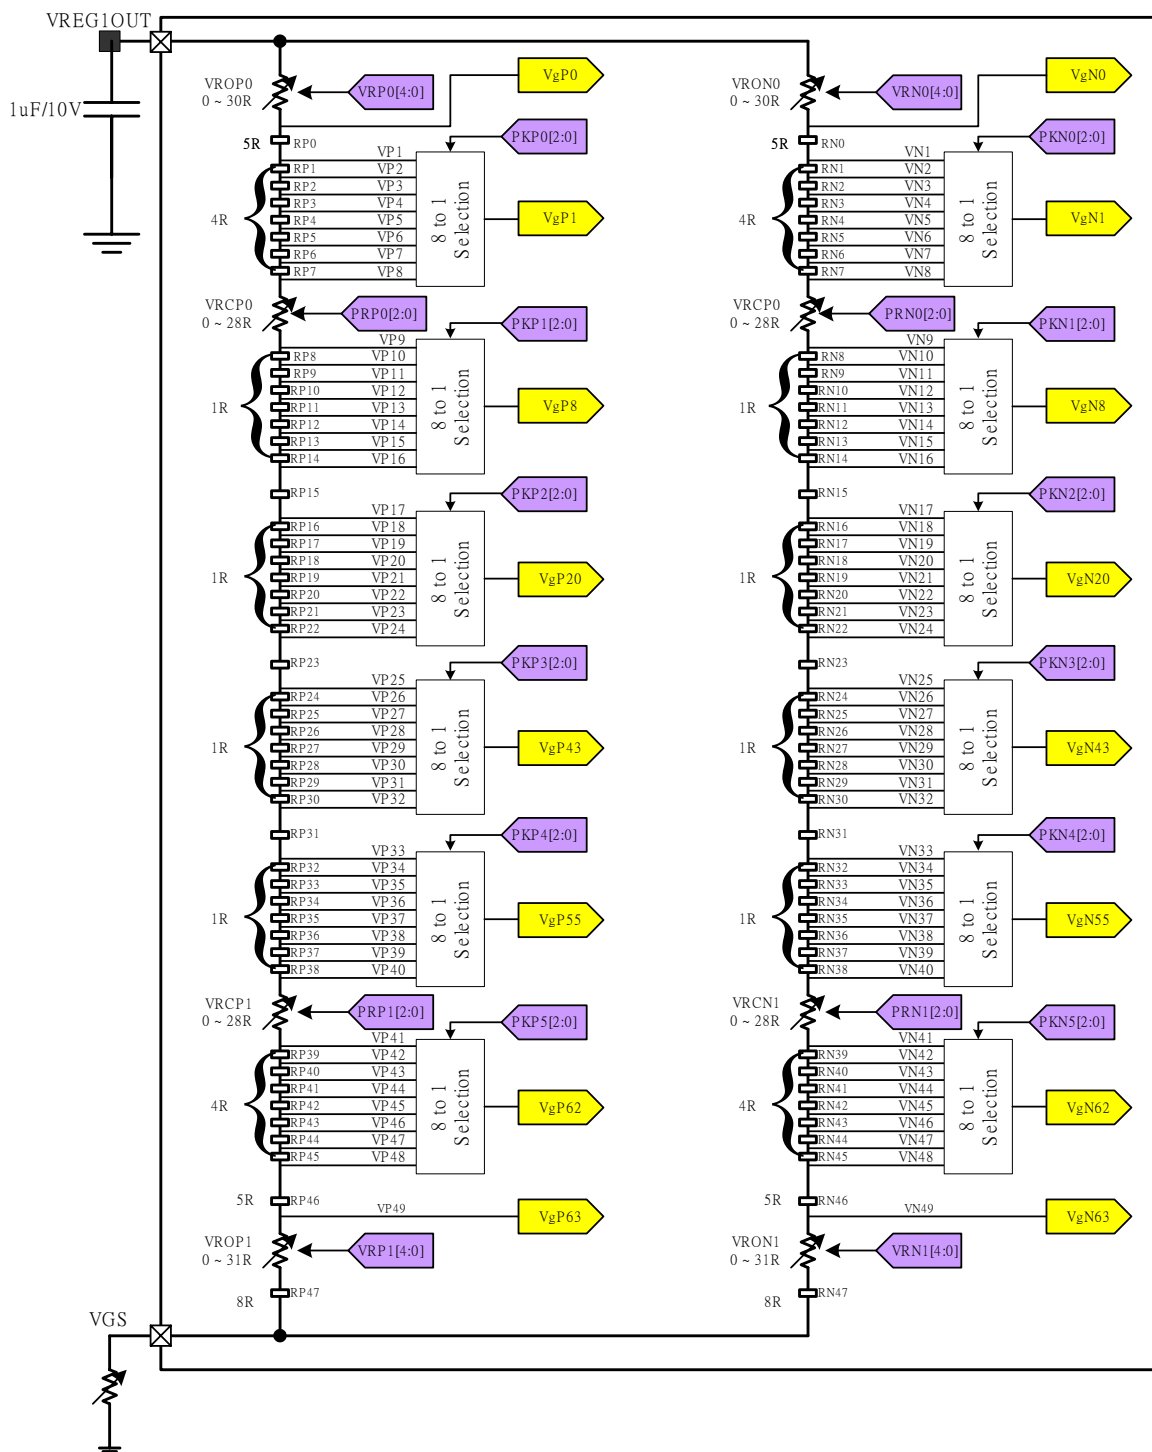 VREG1OUT
1uF/10V
VROP0
0 ~ 30R
VRP0[4:0]
VgP0
5R
RP0
PKP0[2:0]
VP1
RP1
VP2
RP2
VP3
RP3
VP4
4R
RP4
VP5
RP5
VP6
RP6
VP7
RP7
VP8
8 to 1
Selection
VgP1
VRCP0
0 ~ 28R
PRP0[2:0]
PKP1[2:0]
VP9
RP8
VP10
RP9
VP11
RP10
VP12
1R
RP11
VP13
RP12
VP14
RP13
VP15
RP14
VP16
8 to 1
Selection
VgP8
RP15
PKP2[2:0]
VP17
RP16
VP18
RP17
VP19
RP18
VP20
1R
RP19
VP21
RP20
VP22
RP21
VP23
RP22
VP24
8 to 1
Selection
VgP20
RP23
PKP3[2:0]
VP25
RP24
VP26
RP25
VP27
RP26
VP28
1R
RP27
VP29
RP28
VP30
RP29
VP31
RP30
VP32
8 to 1
Selection
VgP43
RP31
PKP4[2:0]
VP33
RP32
VP34
RP33
VP35
RP34
VP36
1R
RP35
VP37
RP36
VP38
RP37
VP39
RP38
VP40
8 to 1
Selection
VgP55
VRCP1
0 ~ 28R
PRP1[2:0]
PKP5[2:0]
VP41
RP39
VP42
RP40
VP43
RP41
VP44
4R
RP42
VP45
RP43
VP46
RP44
VP47
RP45
VP48
8 to 1
Selection
VgP62
5R
RP46
VP49
VgP63
VROP1
0 ~ 31R
VRP1[4:0]
8R
RP47
VGS
VRON0
0 ~ 30R
VRN0[4:0]
VgN0
5R
RN0
PKN0[2:0]
VN1
RN1
VN2
RN2
VN3
RN3
VN4
4R
RN4
VN5
RN5
VN6
RN6
VN7
RN7
VN8
8 to 1
Selection
VgN1
VRCP0
0 ~ 28R
PRN0[2:0]
PKN1[2:0]
VN9
RN8
VN10
RN9
VN11
RN10
VN12
1R
RN11
VN13
RN12
VN14
RN13
VN15
RN14
VN16
8 to 1
Selection
VgN8
RN15
PKN2[2:0]
VN17
RN16
VN18
RN17
VN19
RN18
VN20
1R
RN19
VN21
RN20
VN22
RN21
VN23
RN22
VN24
8 to 1
Selection
VgN20
RN23
PKN3[2:0]
VN25
RN24
VN26
RN25
VN27
RN26
VN28
1R
RN27
VN29
RN28
VN30
RN29
VN31
RN30
VN32
8 to 1
Selection
VgN43
RN31
PKN4[2:0]
VN33
RN32
VN34
RN33
VN35
RN34
VN36
1R
RN35
VN37
RN36
VN38
RN37
VN39
RN38
VN40
8 to 1
Selection
VgN55
VRCN1
0 ~ 28R
PRN1[2:0]
PKN5[2:0]
VN41
RN39
VN42
RN40
VN43
RN41
VN44
4R
RN42
VN45
RN43
VN46
RN44
VN47
RN45
VN48
8 to 1
Selection
VgN62
5R
RN46
VN49
VgN63
VRON1
0 ~ 31R
VRN1[4:0]
8R
RN47